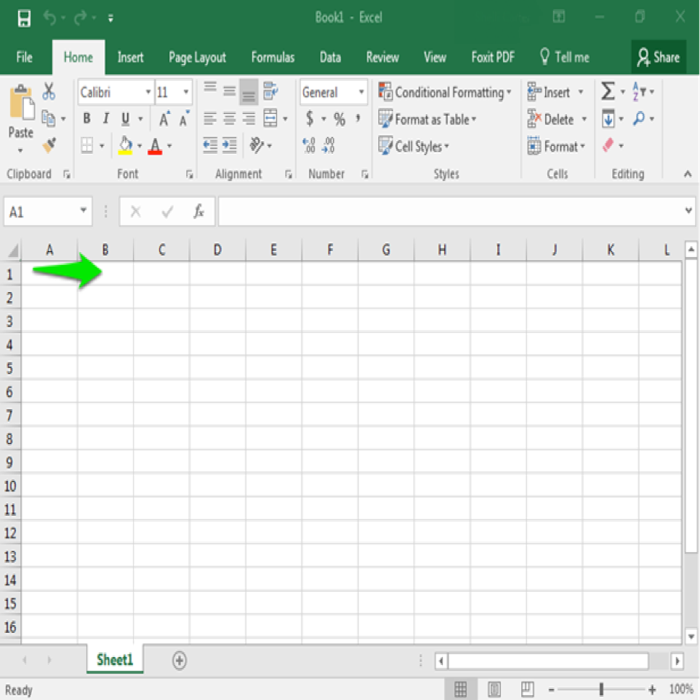 Book1 - Excel
File Home Insert Page Layout Formulas Data Review View Foxit PDF Tell me Share
Calibri 11 General Conditional Formatting Insert Σ
Paste B I U A A $ % , Format as Table Delete
A .00 .0 Cell Styles Format
Clipboard Font Alignment Number Styles Cells Editing
A1 fx
A B C D E F G H I J K L
1
2
3
4
5
6
7
8
9
10
11
12
13
14
15
16
Sheet1
Ready 100%